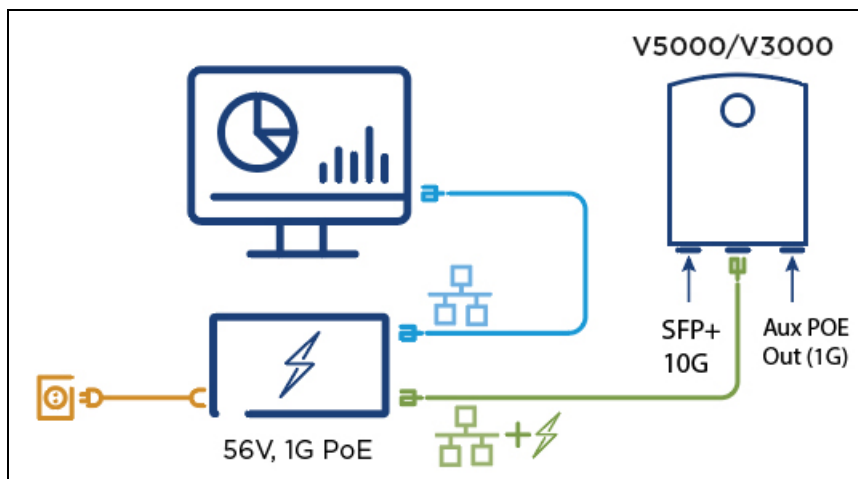 V5000/V3000
SFP+
10G
Aux POE
Out (1G)
56V, 1G PoE